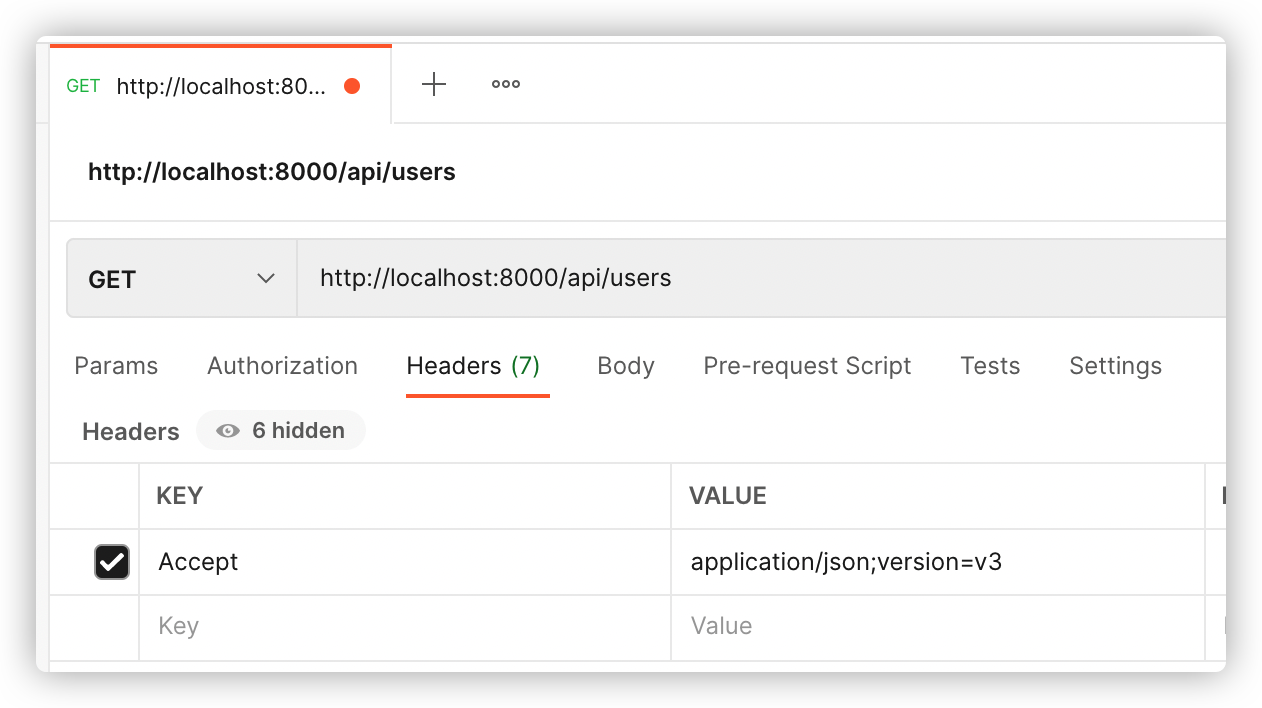 GET http://localhost:80...
http://localhost:8000/api/users
GET http://localhost:8000/api/users
Params Authorization Headers (7) Body Pre-request Script Tests Settings
Headers 6 hidden
KEY VALUE
Accept application/json;version=v3
Key Value